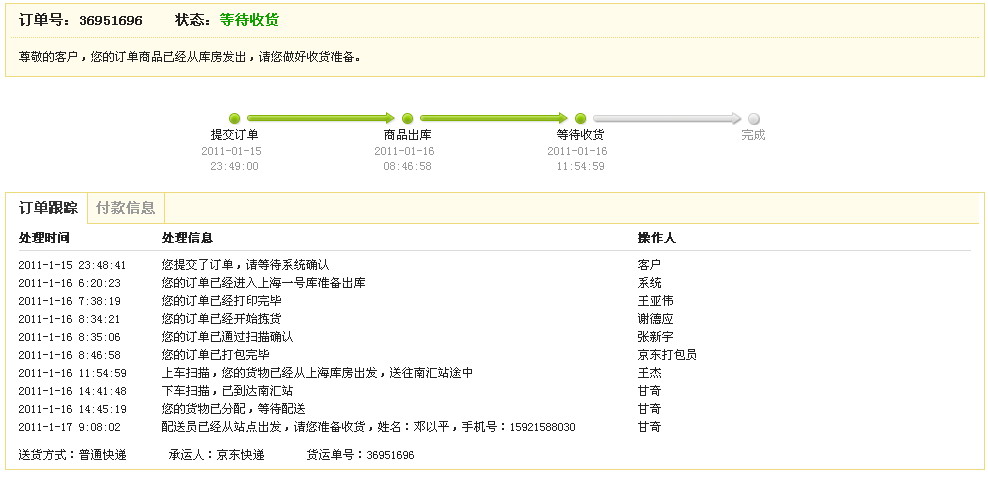 订单号：36951696 状态：等待收货
尊敬的客户，您的订单商品已经从库房发出，请您做好收货准备。
提交订单 商品出库 等待收货 完成
2011-01-15 2011-01-16 2011-01-16
23:49:00 08:46:58 11:54:59
订单跟踪 付款信息
处理时间 处理信息 操作人
2011-1-15 23:48:41 您提交了订单，请等待系统确认 客户
2011-1-16 6:20:23 您的订单已经进入上海一号库准备出库 系统
2011-1-16 7:38:19 您的订单已经打印完毕 王亚伟
2011-1-16 8:34:21 您的订单已经开始拣货 谢德应
2011-1-16 8:35:06 您的订单已通过扫描确认 张新宇
2011-1-16 8:46:58 您的订单已打包完毕 京东打包员
2011-1-16 11:54:59 上车扫描，您的货物已经从上海库房出发，送往南汇站途中 王杰
2011-1-16 14:41:48 下车扫描，已到达南汇站 甘奇
2011-1-16 14:45:19 您的货物已分配，等待配送 甘奇
2011-1-17 9:08:02 配送员已经从站点出发，请您准备收货，姓名：邓以平，手机号：15921588030 甘奇
送货方式：普通快递 承运人：京东快递 货运单号：36951696